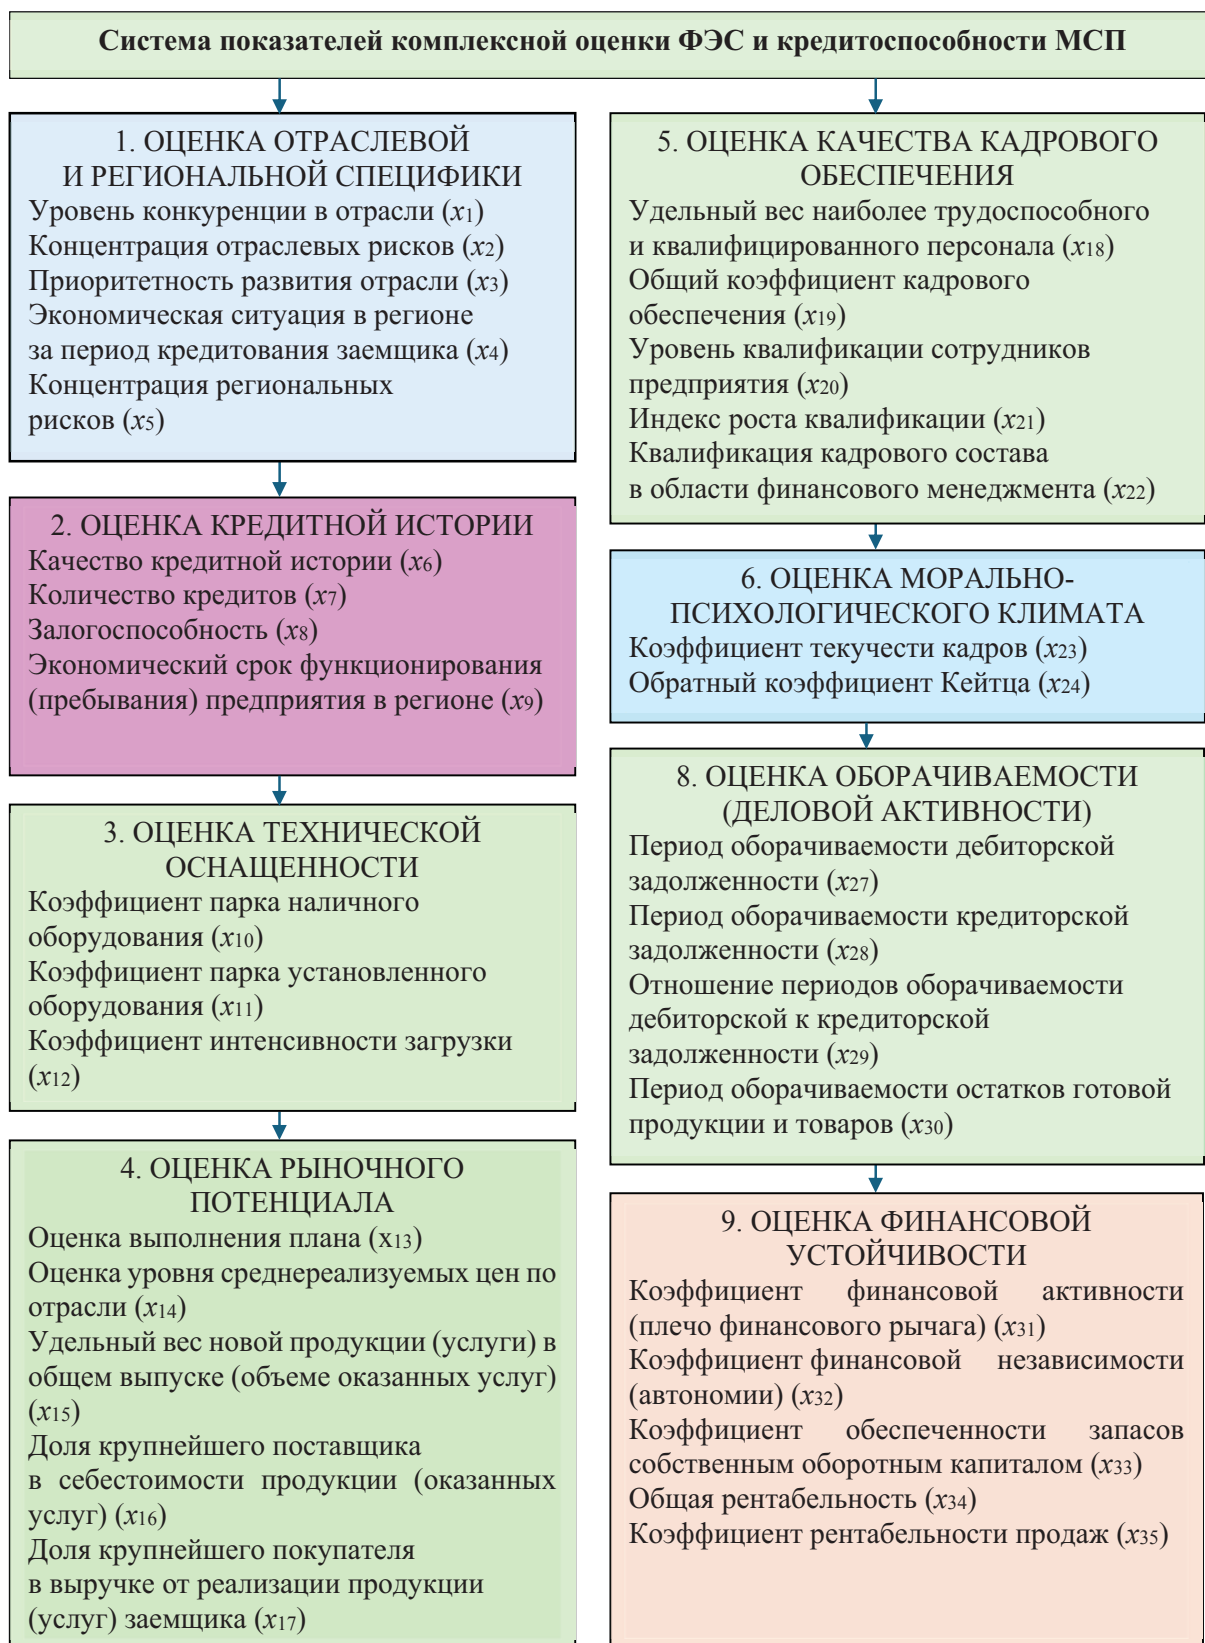 Система показателей комплексной оценки ФЭС и кредитоспособности МСП
1. ОЦЕНКА ОТРАСЛЕВОЙ
И РЕГИОНАЛЬНОЙ СПЕЦИФИКИ
Уровень конкуренции в отрасли (x1)
Концентрация отраслевых рисков (x2)
Приоритетность развития отрасли (x3)
Экономическая ситуация в регионе
за период кредитования заемщика (x4)
Концентрация региональных
рисков (x5)
2. ОЦЕНКА КРЕДИТНОЙ ИСТОРИИ
Качество кредитной истории (x6)
Количество кредитов (x7)
Залогоспособность (x8)
Экономический срок функционирования
(пребывания) предприятия в регионе (x9)
3. ОЦЕНКА ТЕХНИЧЕСКОЙ
ОСНАЩЕННОСТИ
Коэффициент парка наличного
оборудования (x10)
Коэффициент парка установленного
оборудования (x11)
Коэффициент интенсивности загрузки
(x12)
4. ОЦЕНКА РЫНОЧНОГО
ПОТЕНЦИАЛА
Оценка выполнения плана (x13)
Оценка уровня среднереализуемых цен по
отрасли (x14)
Удельный вес новой продукции (услуги) в
общем выпуске (объеме оказанных услуг)
(x15)
Доля крупнейшего поставщика
в себестоимости продукции (оказанных
услуг) (x16)
Доля крупнейшего покупателя
в выручке от реализации продукции
(услуг) заемщика (x17)
5. ОЦЕНКА КАЧЕСТВА КАДРОВОГО
ОБЕСПЕЧЕНИЯ
Удельный вес наиболее трудоспособного
и квалифицированного персонала (x18)
Общий коэффициент кадрового
обеспечения (x19)
Уровень квалификации сотрудников
предприятия (x20)
Индекс роста квалификации (x21)
Квалификация кадрового состава
в области финансового менеджмента (x22)
6. ОЦЕНКА МОРАЛЬНО-
ПСИХОЛОГИЧЕСКОГО КЛИМАТА
Коэффициент текучести кадров (x23)
Обратный коэффициент Кейтца (x24)
8. ОЦЕНКА ОБОРАЧИВАЕМОСТИ
(ДЕЛОВОЙ АКТИВНОСТИ)
Период оборачиваемости дебиторской
задолженности (x27)
Период оборачиваемости кредиторской
задолженности (x28)
Отношение периодов оборачиваемости
дебиторской к кредиторской
задолженности (x29)
Период оборачиваемости остатков готовой
продукции и товаров (x30)
9. ОЦЕНКА ФИНАНСОВОЙ
УСТОЙЧИВОСТИ
Коэффициент финансовой активности
(плечо финансового рычага) (x31)
Коэффициент финансовой независимости
(автономии) (x32)
Коэффициент обеспеченности запасов
собственным оборотным капиталом (x33)
Общая рентабельность (x34)
Коэффициент рентабельности продаж (x35)